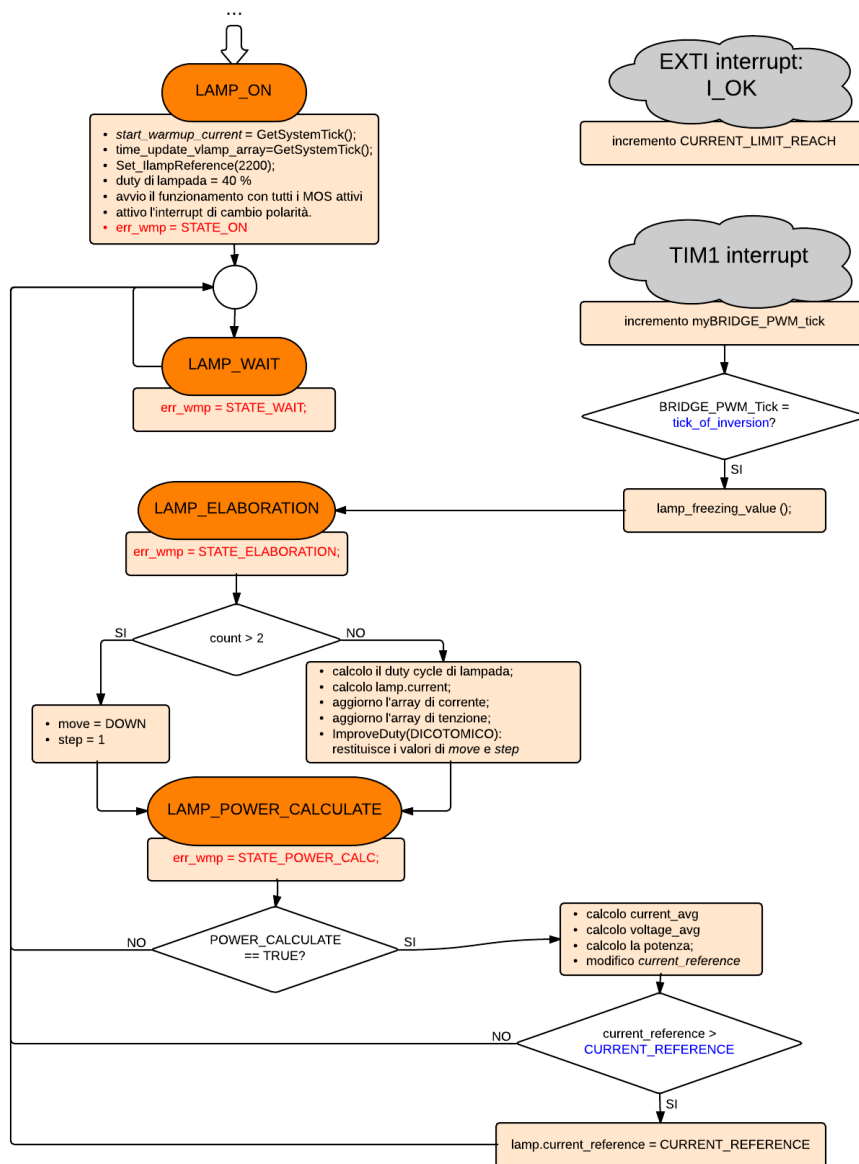 ...
LAMP_ON
• start_warmup_current = GetSystemTick();
• time_update_vlamp_array=GetSystemTick();
• Set_IlampReference(2200);
• duty di lampada = 40 %
• avvio il funzionamento con tutti i MOS attivi
• attivo l'interrupt di cambio polarità.
• err_wmp = STATE_ON
EXTI interrupt:
I_OK
incremento CURRENT_LIMIT_REACH
TIM1 interrupt
incremento myBRIDGE_PWM_tick
BRIDGE_PWM_Tick =
tick_of_inversion?
SI
lamp_freezing_value ();
LAMP_WAIT
err_wmp = STATE_WAIT;
LAMP_ELABORATION
err_wmp = STATE_ELABORATION;
count > 2
SI
NO
• move = DOWN
• step = 1
• calcolo il duty cycle di lampada;
• calcolo lamp.current;
• aggiorno l'array di corrente;
• aggiorno l'array di tenzione;
• ImproveDuty(DICOTOMICO):
restituisce i valori di move e step
LAMP_POWER_CALCULATE
err_wmp = STATE_POWER_CALC;
POWER_CALCULATE
== TRUE?
NO
SI
• calcolo current_avg
• calcolo voltage_avg
• calcolo la potenza;
• modifico current_reference
current_reference >
CURRENT_REFERENCE
NO
SI
lamp.current_reference = CURRENT_REFERENCE